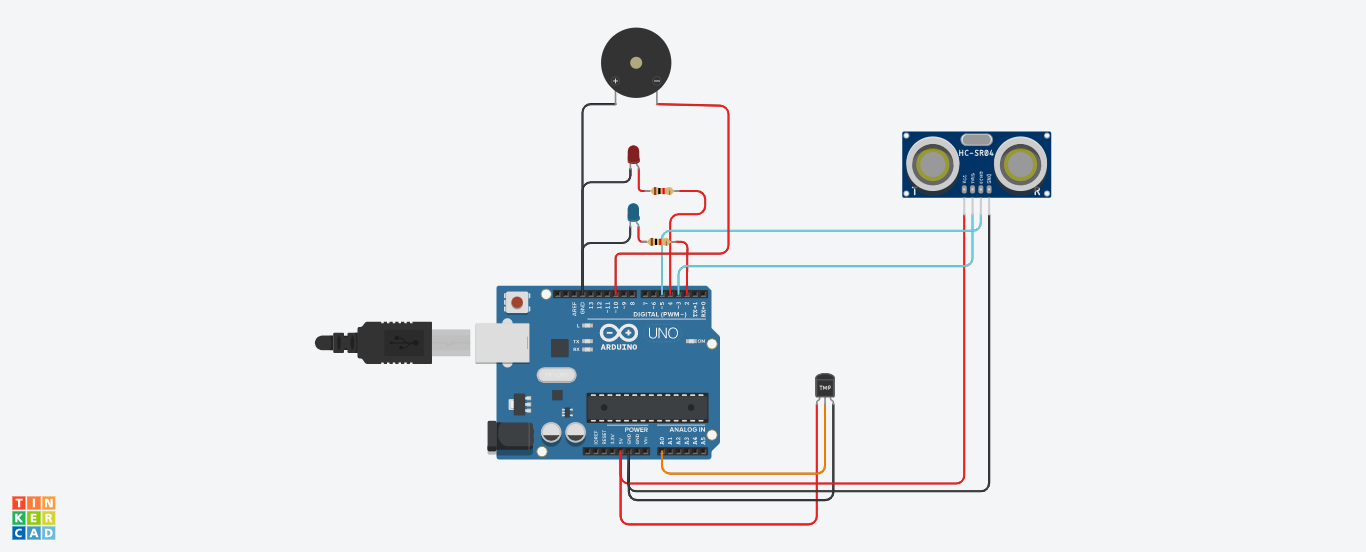 + −
HC-SR04
VCC TRIG ECHO GND
T R
AREF GND 13 12 ~11 ~10 ~9 8 7 ~6 ~5 4 ~3 2 TX→1 RX←0
DIGITAL (PWM~)
L
TX
RX
ARDUINO
UNO
ON
TMP
POWER ANALOG IN
IOREF RESET 3.3V 5V GND GND Vin A0 A1 A2 A3 A4 A5
TIN
KER
CAD